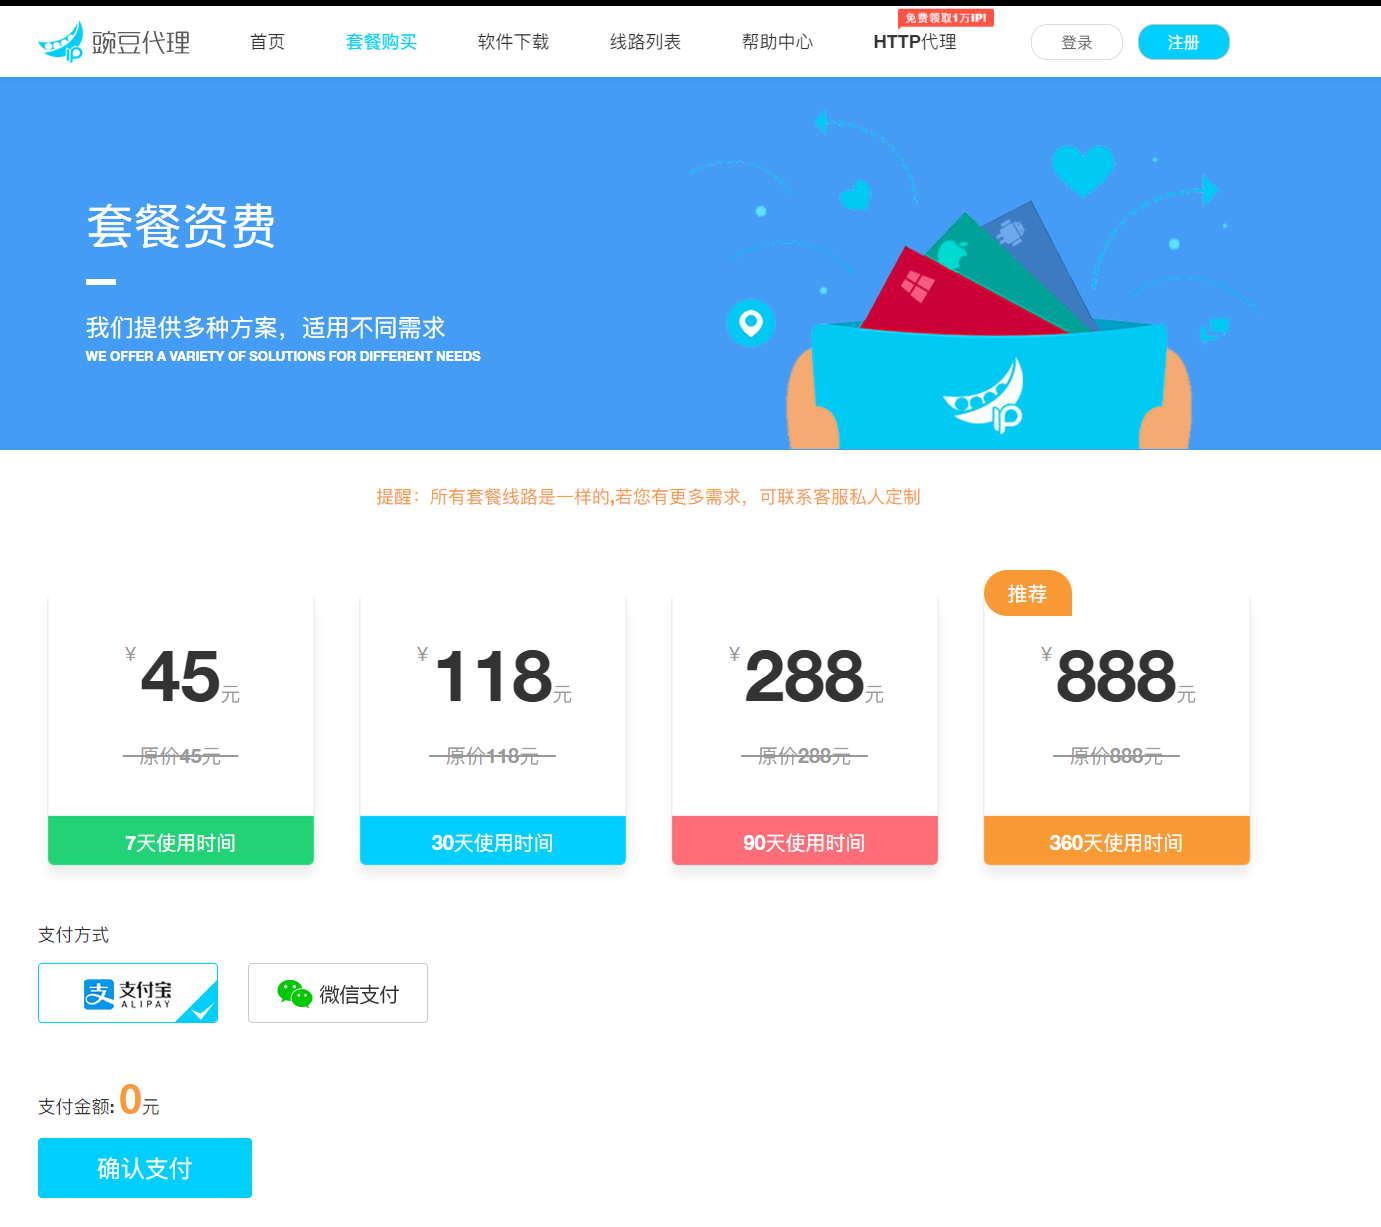 免费领取1万IP!
豌豆代理 首页 套餐购买 软件下载 线路列表 帮助中心 HTTP代理 登录 注册
套餐资费
我们提供多种方案，适用不同需求
WE OFFER A VARIETY OF SOLUTIONS FOR DIFFERENT NEEDS
IP
提醒：所有套餐线路是一样的,若您有更多需求，可联系客服私人定制
推荐
¥45元 ¥118元 ¥288元 ¥888元
原价45元 原价118元 原价288元 原价888元
7天使用时间 30天使用时间 90天使用时间 360天使用时间
支付方式
支付宝 ALIPAY 微信支付
支付金额: 0元
确认支付